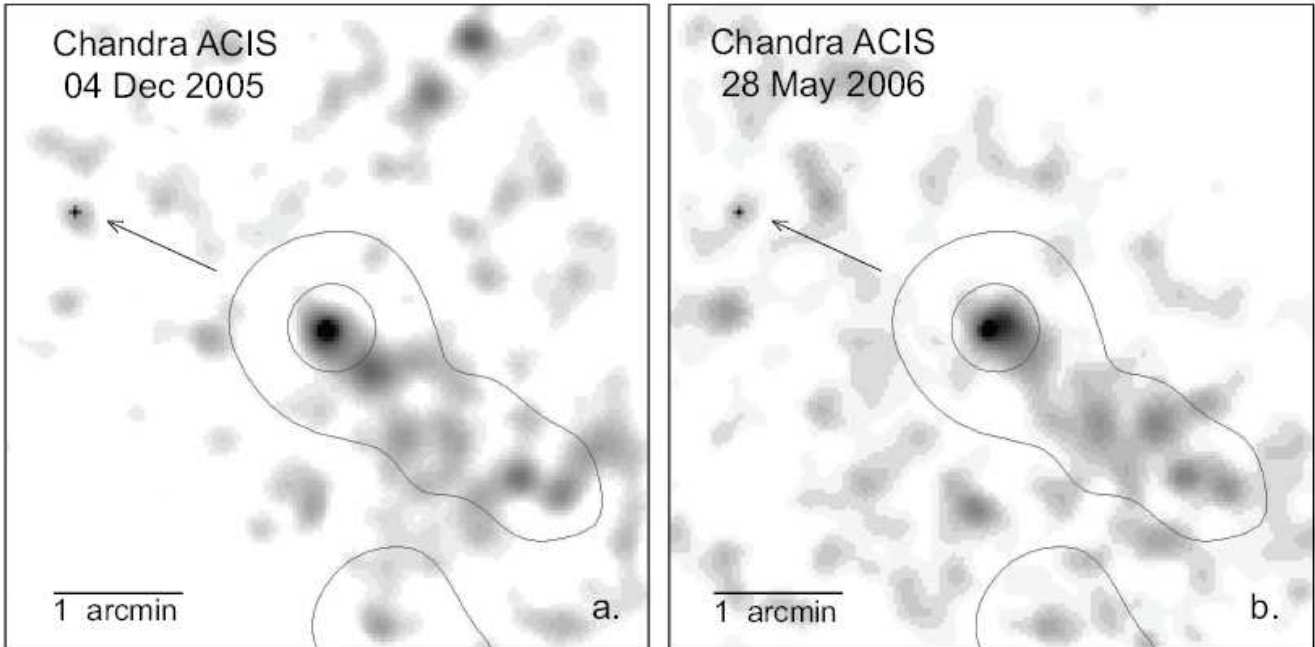 Chandra ACIS
04 Dec 2005
1 arcmin
a.
Chandra ACIS
28 May 2006
1 arcmin
b.